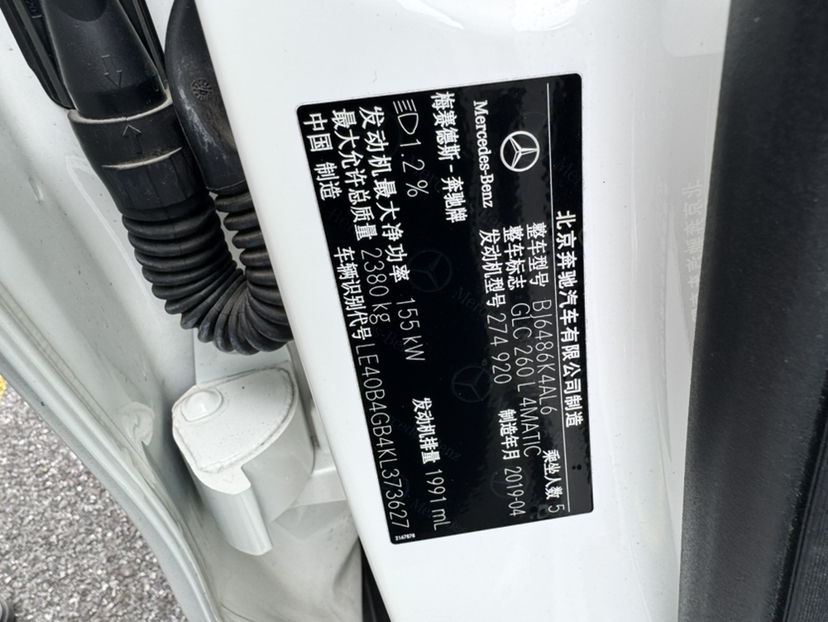 北京奔驰汽车有限公司制造
整车型号 BJ6486K4AL6 乘坐人数 5
整车标志 GLC 260 L 4MATIC
发动机型号 274 920 制造年月 2019-04
Mercedes-Benz
梅赛德斯-奔驰牌 发动机排量 1991 mL
1.2 %
发动机最大净功率 155 kW
最大允许总质量 2380 kg
中国 制造 车辆识别代号 LE40B4GB4KL373627